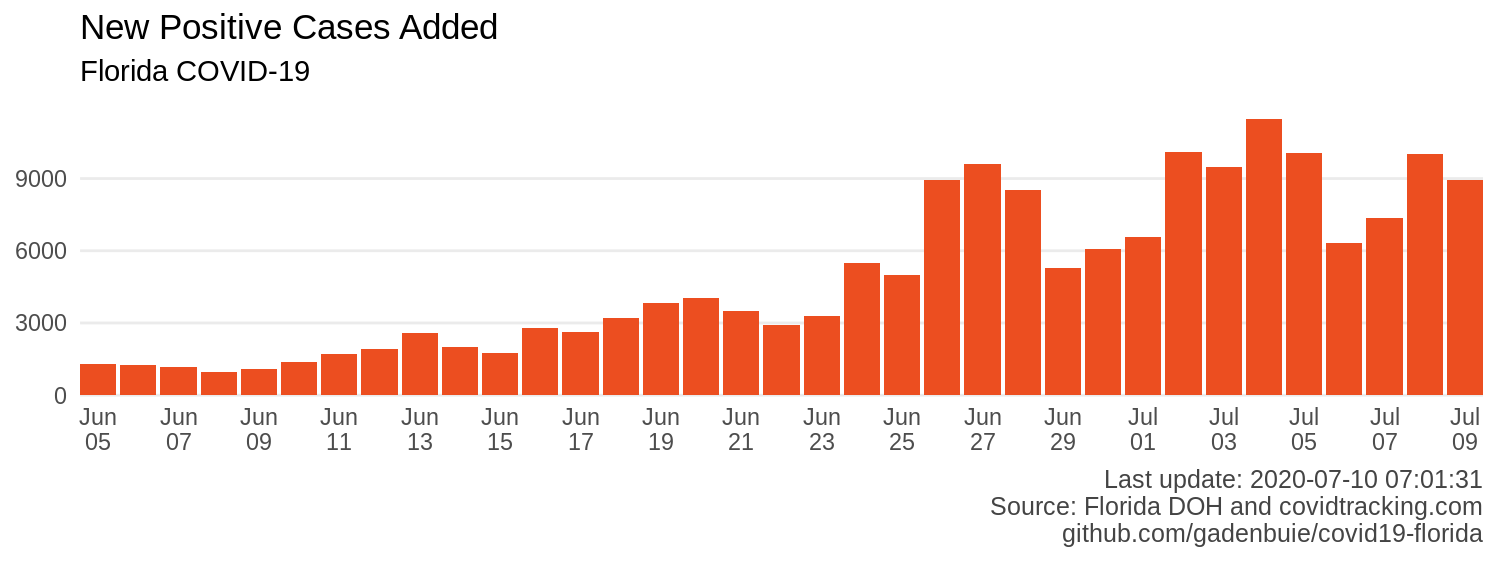 New Positive Cases Added
Florida COVID-19
9000
6000
3000
0
Jun Jun Jun Jun Jun Jun Jun Jun Jun Jun Jun Jun Jun Jul Jul Jul Jul Jul
05 07 09 11 13 15 17 19 21 23 25 27 29 01 03 05 07 09
Last update: 2020-07-10 07:01:31
Source: Florida DOH and covidtracking.com
github.com/gadenbuie/covid19-florida